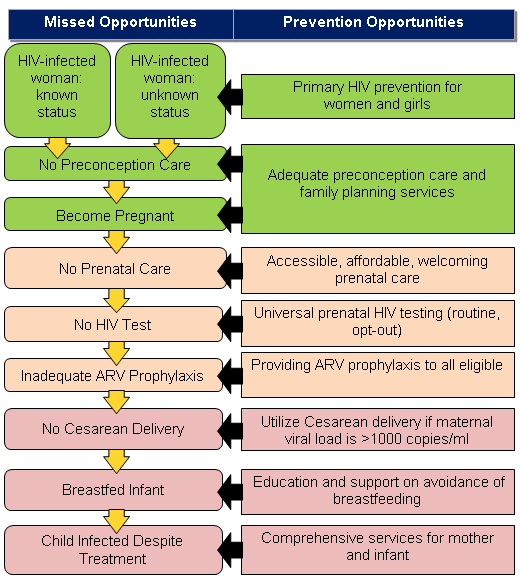 Missed Opportunities
Prevention Opportunities
HIV-infected
woman:
known
status
HIV-infected
woman:
unknown
status
Primary HIV prevention for
women and girls
No Preconception Care
Adequate preconception care and
family planning services
Become Pregnant
No Prenatal Care
Accessible, affordable, welcoming
prenatal care
No HIV Test
Universal prenatal HIV testing (routine,
opt-out)
Inadequate ARV Prophylaxis
Providing ARV prophylaxis to all eligible
No Cesarean Delivery
Utilize Cesarean delivery if maternal
viral load is >1000 copies/ml
Breastfed Infant
Education and support on avoidance of
breastfeeding
Child Infected Despite
Treatment
Comprehensive services for mother
and infant